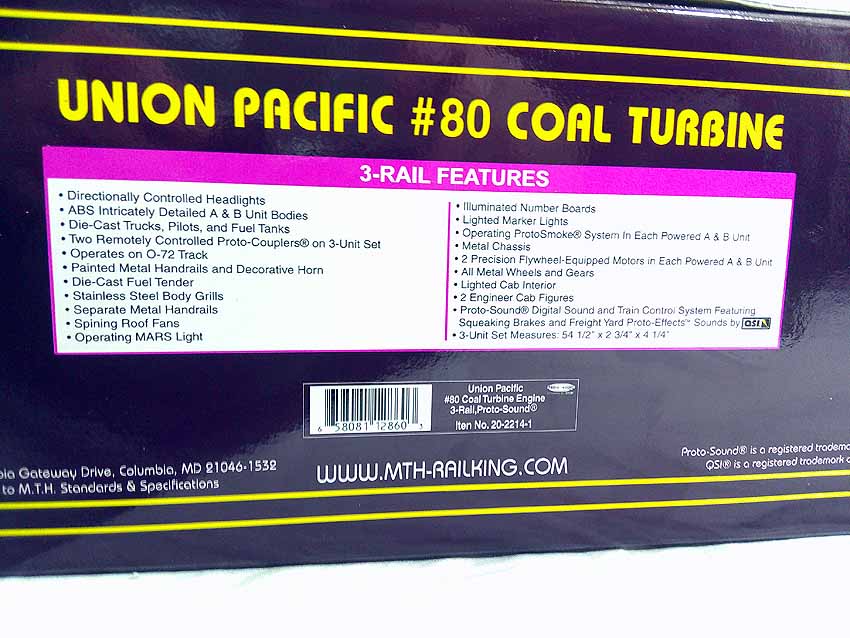 UNION PACIFIC #80 COAL TURBINE
3-RAIL FEATURES
• Directionally Controlled Headlights
• ABS Intricately Detailed A & B Unit Bodies
• Die-Cast Trucks, Pilots, and Fuel Tanks
• Two Remotely Controlled Proto-Couplers® on 3-Unit Set
• Operates on O-72 Track
• Painted Metal Handrails and Decorative Horn
• Die-Cast Fuel Tender
• Stainless Steel Body Grills
• Separate Metal Handrails
• Spining Roof Fans
• Operating MARS Light
• Illuminated Number Boards
• Lighted Marker Lights
• Operating ProtoSmoke® System In Each Powered A & B Unit
• Metal Chassis
• 2 Precision Flywheel-Equipped Motors in Each Powered A & B Unit
• All Metal Wheels and Gears
• Lighted Cab Interior
• 2 Engineer Cab Figures
• Proto-Sound® Digital Sound and Train Control System Featuring
Squeaking Brakes and Freight Yard Proto-Effects™ Sounds by QSI
• 3-Unit Set Measures: 54 1/2" x 2 3/4" x 4 1/4"
Union Pacific
#80 Coal Turbine Engine
3-Rail,Proto-Sound®
Iten No. 20-2214-1
6 58081 12860 3
bia Gateway Drive, Columbia, MD 21046-1532
to M.T.H. Standards & Specifications
WWW.MTH-RAILKING.COM
Proto-Sound® is a registered tradema
QSI® is a registered trademark o